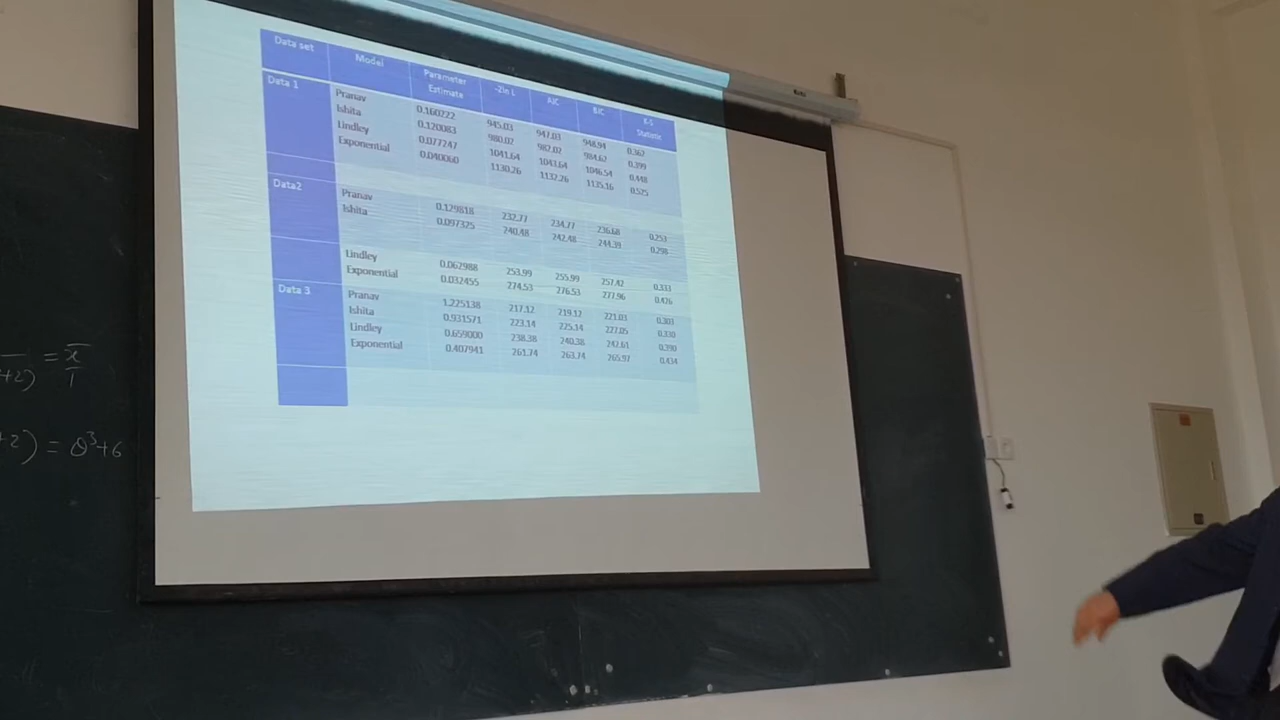 Data set Model Parameter Estimate -2ln L AIC BIC K-S Statistic
Data 1 Pranav 0.160222 945.03 947.03 948.94 0.362
Ishita 0.120083 980.02 982.02 984.62 0.399
Lindley 0.077247 1041.64 1043.64 1046.54 0.448
Exponential 0.040060 1130.26 1132.26 1135.16 0.525
Data2 Pranav 0.129818 232.77 234.77 236.68 0.253
Ishita 0.097325 240.48 242.48 244.39 0.298
Lindley 0.062988 253.99 255.99 257.42 0.333
Exponential 0.032455 274.53 276.53 277.96 0.426
Data 3 Pranav 1.225138 217.12 219.12 221.03 0.303
Ishita 0.931571 223.14 225.14 227.05 0.330
Lindley 0.659000 238.38 240.38 242.61 0.390
Exponential 0.407941 261.74 263.74 265.97 0.434
+2) = x̄ / 1
+2) = θ³+6